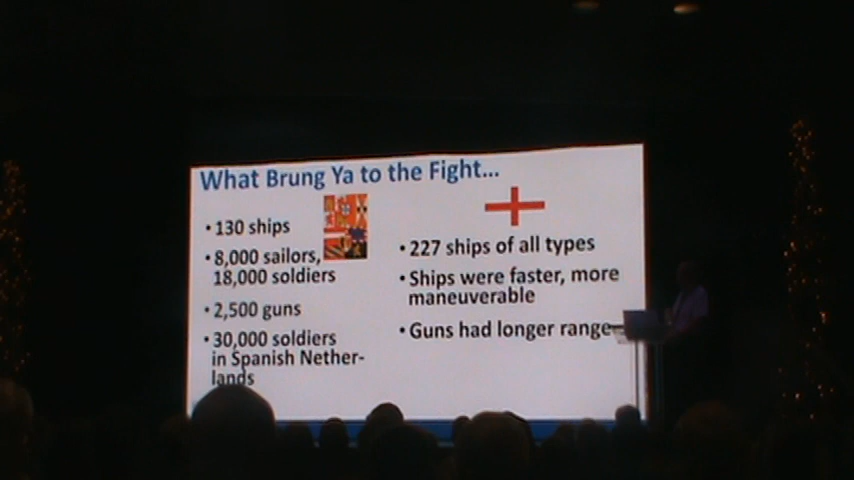 What Brung Ya to the Fight...
• 130 ships
• 8,000 sailors,
18,000 soldiers
• 2,500 guns
• 30,000 soldiers
in Spanish Nether-
lands
• 227 ships of all types
• Ships were faster, more
maneuverable
• Guns had longer range